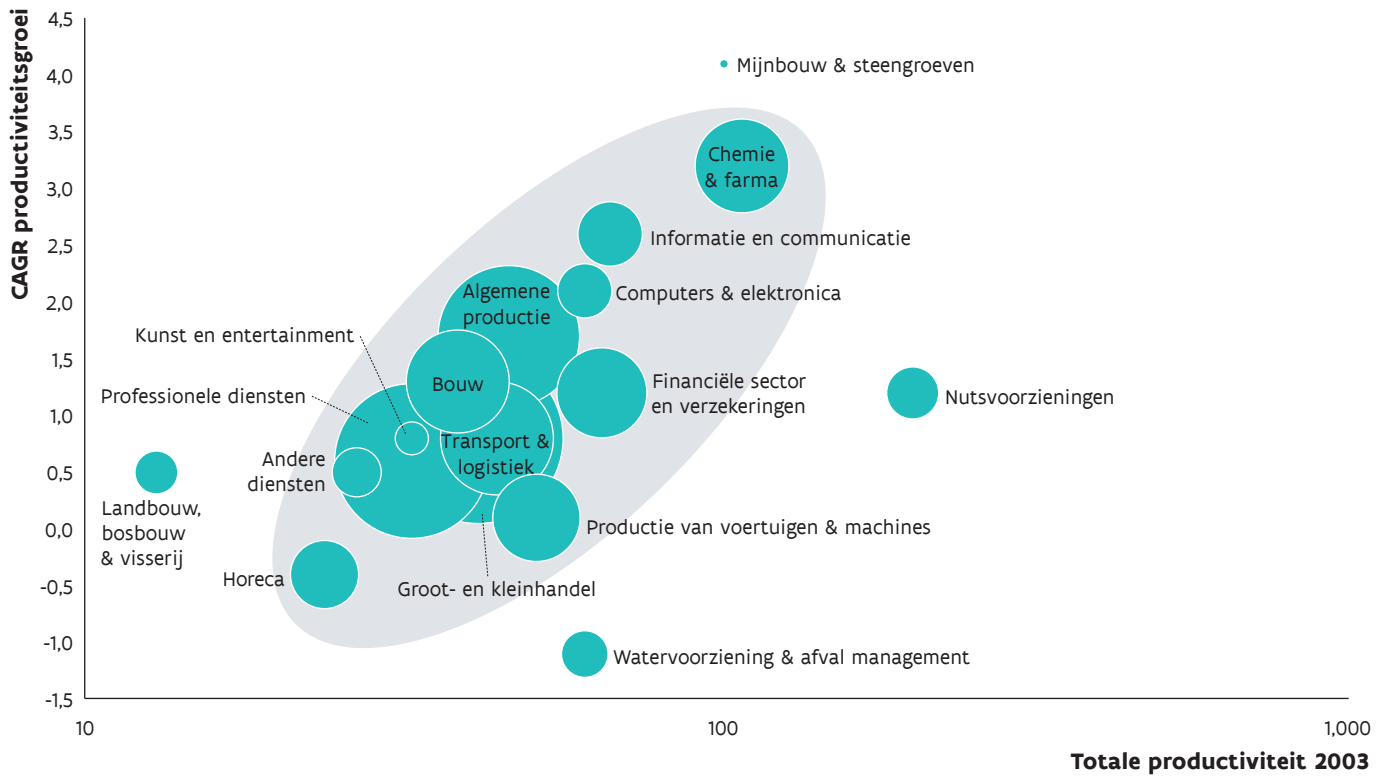 CAGR productiviteitsgroei
4,5
4,0
3,5
3,0
2,5
2,0
1,5
1,0
0,5
0,0
-0,5
-1,0
-1,5
Mijnbouw & steengroeven
Chemie
& farma
Informatie en communicatie
Algemene
productie
Computers & elektronica
Kunst en entertainment
Bouw
Financiële sector
en verzekeringen
Professionele diensten
Nutsvoorzieningen
Transport &
logistiek
Andere
diensten
Landbouw,
bosbouw
& visserij
Productie van voertuigen & machines
Horeca
Groot- en kleinhandel
Watervoorziening & afval management
10
100
1,000
Totale productiviteit 2003